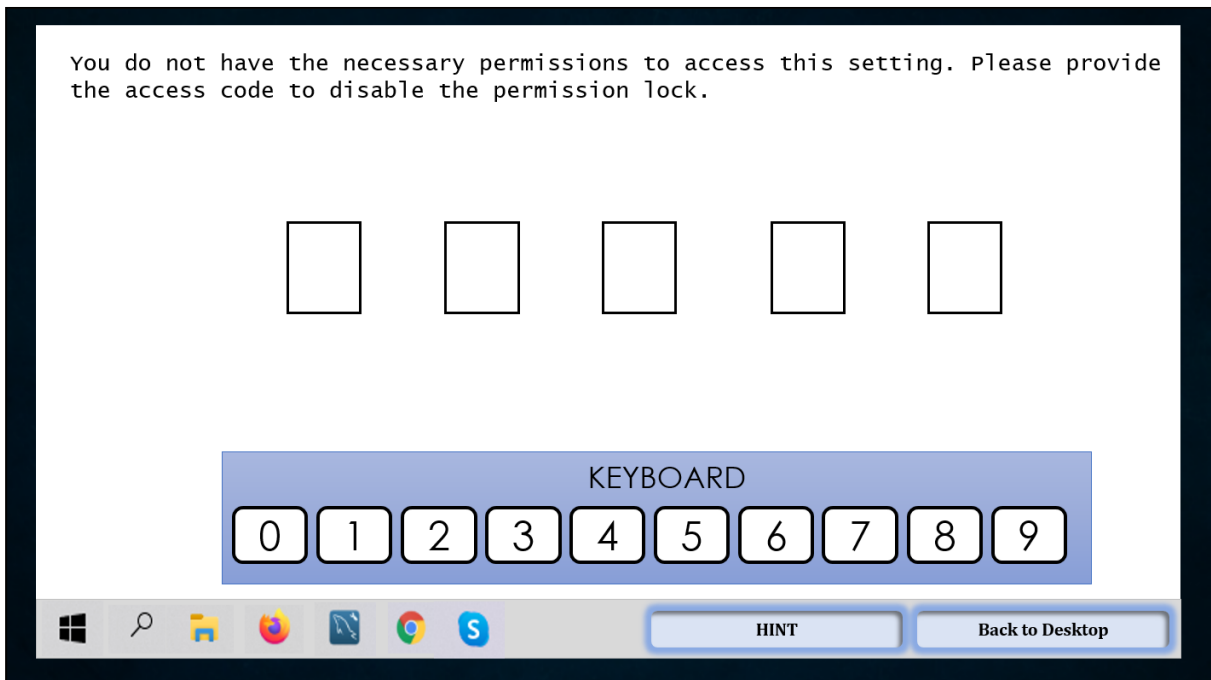 You do not have the necessary permissions to access this setting. Please provide
the access code to disable the permission lock.
KEYBOARD
0 1 2 3 4 5 6 7 8 9
S
HINT Back to Desktop